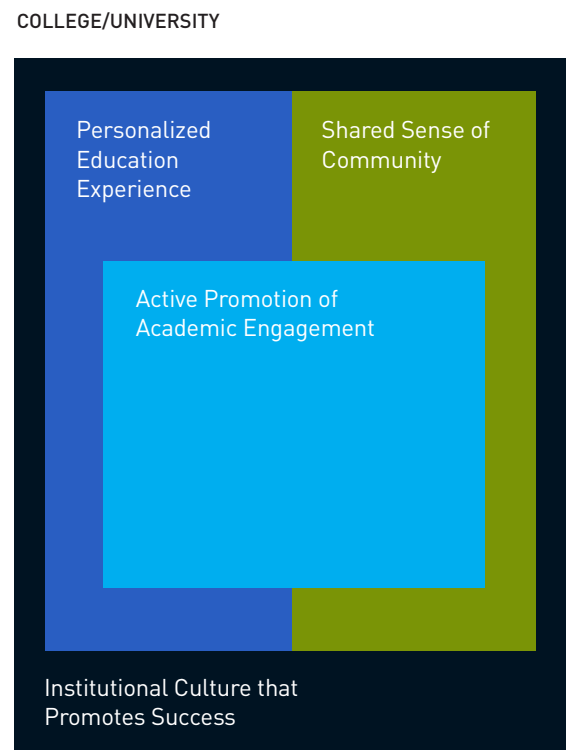 COLLEGE/UNIVERSITY
Personalized
Education
Experience
Shared Sense of
Community
Active Promotion of
Academic Engagement
Institutional Culture that
Promotes Success